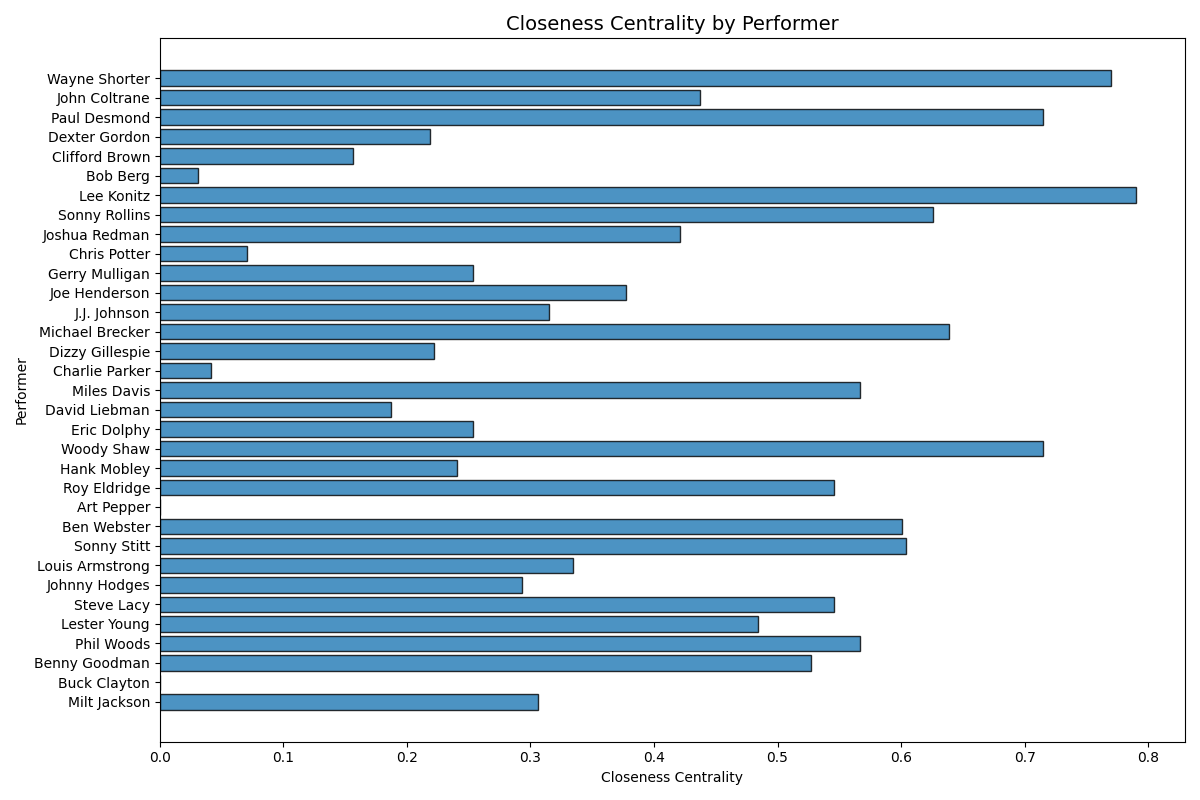 Closeness Centrality by Performer
Performer
Wayne Shorter
John Coltrane
Paul Desmond
Dexter Gordon
Clifford Brown
Bob Berg
Lee Konitz
Sonny Rollins
Joshua Redman
Chris Potter
Gerry Mulligan
Joe Henderson
J.J. Johnson
Michael Brecker
Dizzy Gillespie
Charlie Parker
Miles Davis
David Liebman
Eric Dolphy
Woody Shaw
Hank Mobley
Roy Eldridge
Art Pepper
Ben Webster
Sonny Stitt
Louis Armstrong
Johnny Hodges
Steve Lacy
Lester Young
Phil Woods
Benny Goodman
Buck Clayton
Milt Jackson
0.0 0.1 0.2 0.3 0.4 0.5 0.6 0.7 0.8
Closeness Centrality